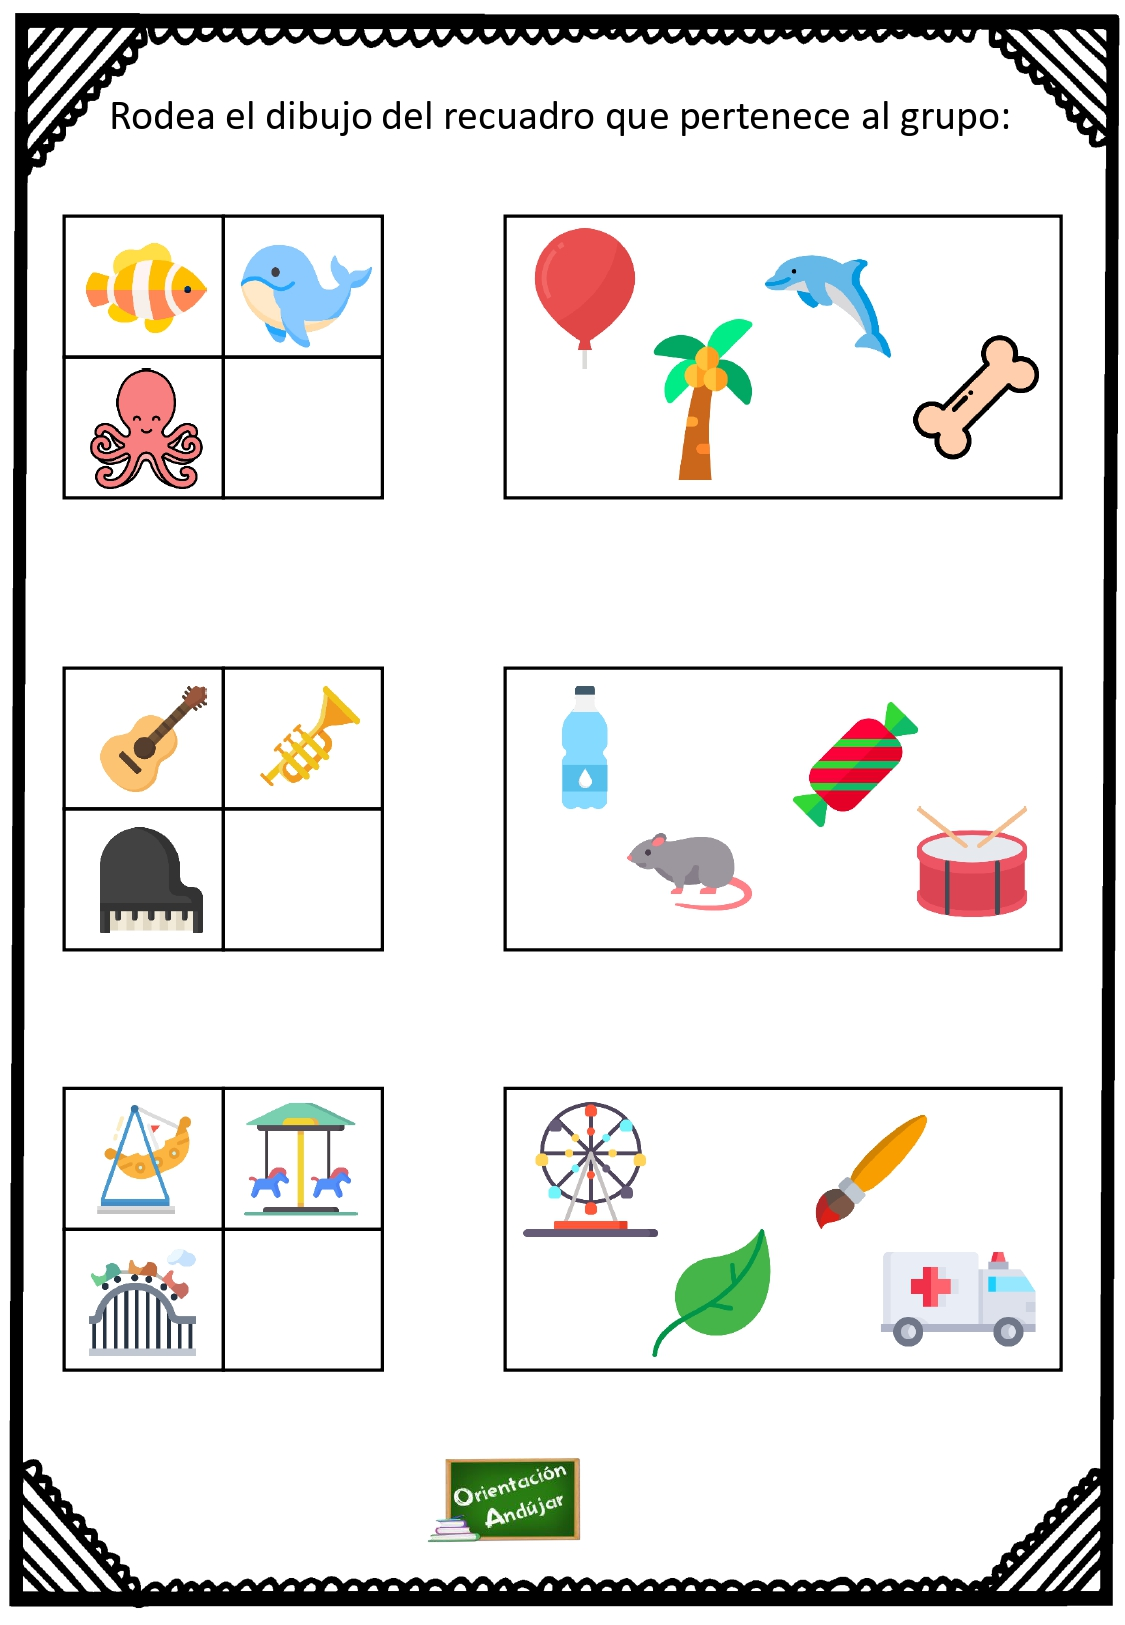 Rodea el dibujo del recuadro que pertenece al grupo:
Orientación
Andújar